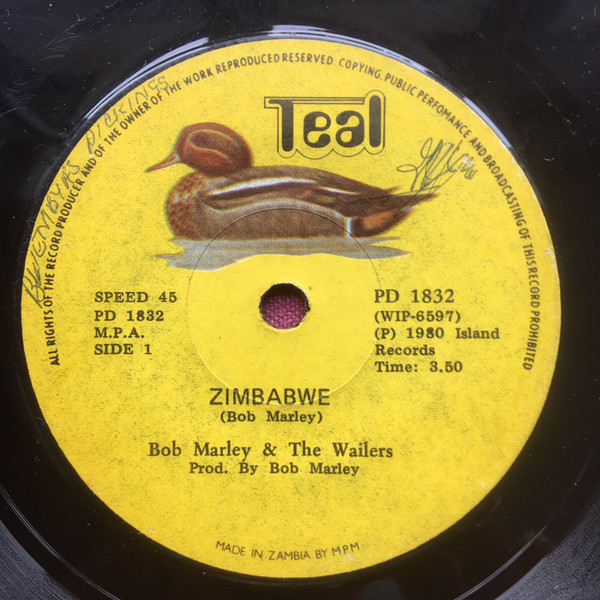 ALL RIGHTS OF THE RECORD PRODUCER AND OF THE OWNER OF THE WORK REPRODUCED RESERVED COPYING, PUBLIC PERFOMANCE AND BROADCASTING OF THIS RECORD PROHIBITED
Teal
SPEED 45
PD 1832
M.P.A.
SIDE 1
PD 1832
(WIP-6597)
(P) 1980 Island
Records
Time: 3.50
ZIMBABWE
(Bob Marley)
Bob Marley & The Wailers
Prod. By Bob Marley
MADE IN ZAMBIA BY M.P.M